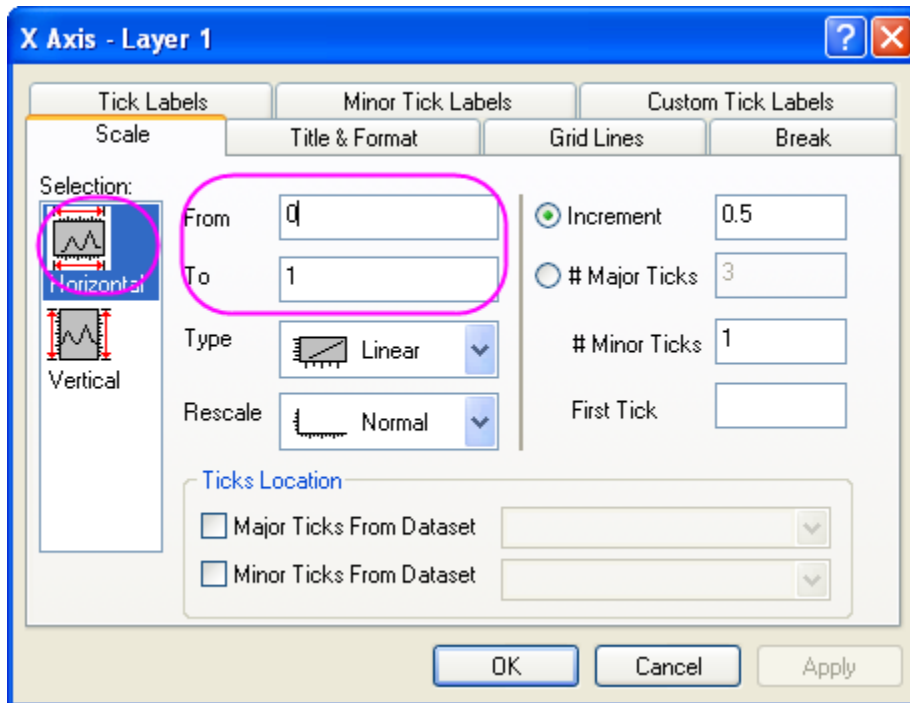 X Axis - Layer 1
Tick Labels Minor Tick Labels Custom Tick Labels
Scale Title & Format Grid Lines Break
Selection:
Horizontal
Vertical
From 0
To 1
Type Linear
Rescale Normal
Increment 0.5
# Major Ticks 3
# Minor Ticks 1
First Tick
Ticks Location
Major Ticks From Dataset
Minor Ticks From Dataset
OK Cancel Apply